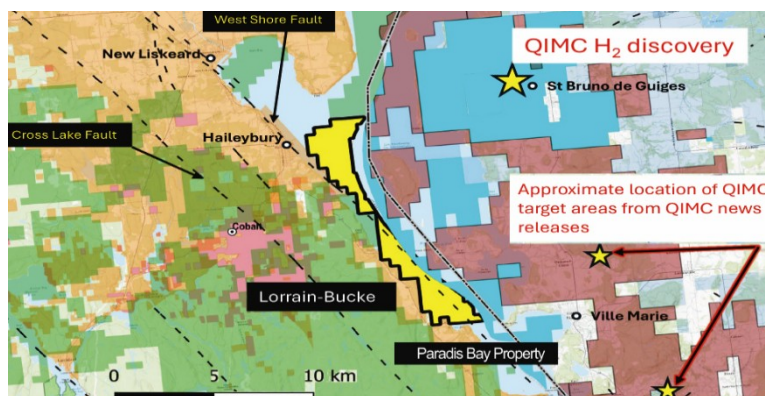 West Shore Fault
New Liskeard
QIMC H₂ discovery
St Bruno de Guiges
Cross Lake Fault
Haileybury
Approximate location of QIMC
target areas from QIMC news
releases
Cobalt
Lorrain-Bucke
Ville Marie
Paradis Bay Property
0 5 10 km